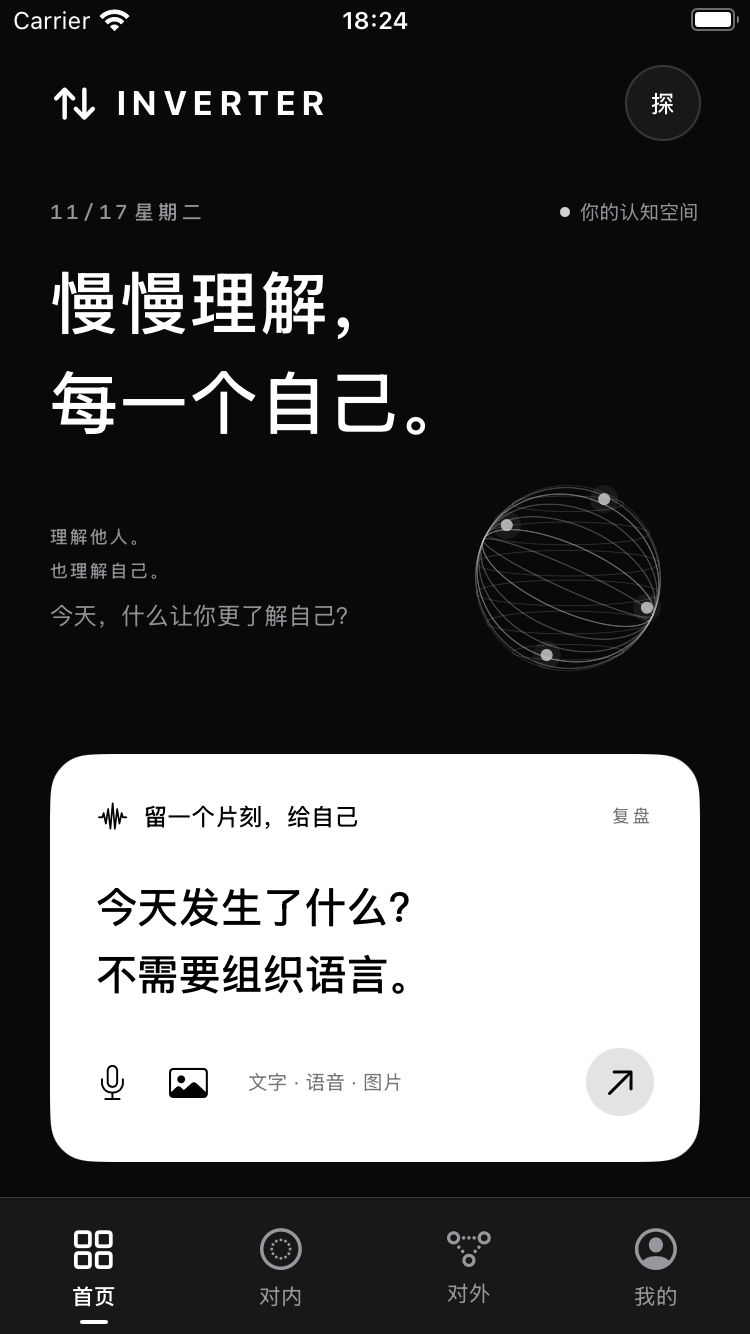 Carrier 18:24
INVERTER 探
11/17 星期二 你的认知空间
慢慢理解，
每一个自己。
理解他人。
也理解自己。
今天，什么让你更了解自己？
留一个片刻，给自己 复盘
今天发生了什么？
不需要组织语言。
文字 · 语音 · 图片
首页 对内 对外 我的